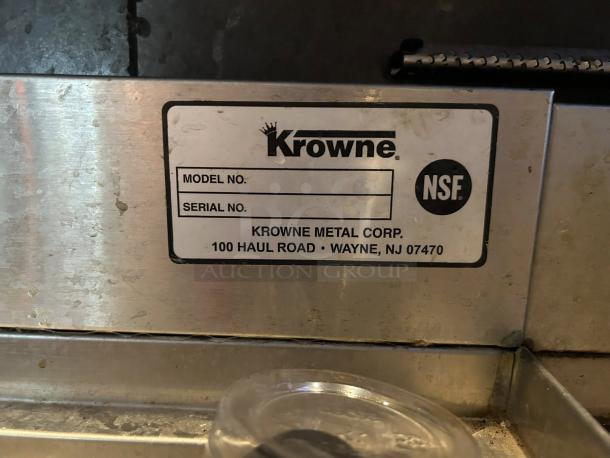 Krowne
MODEL NO.
SERIAL NO.
NSF
KROWNE METAL CORP.
100 HAUL ROAD • WAYNE, NJ 07470
AUCTION GROUP